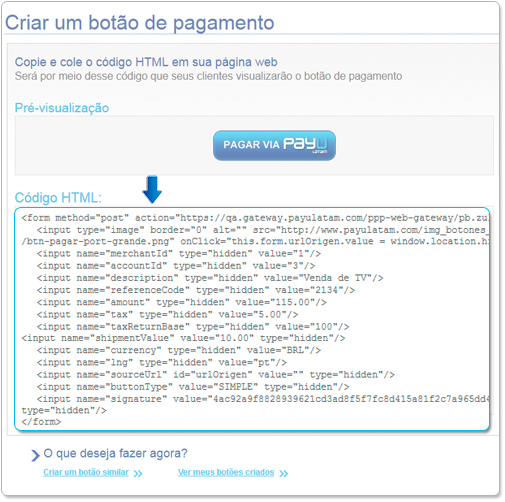 Criar um botão de pagamento
Copie e cole o código HTML em sua página web
Será por meio desse código que seus clientes visualizarão o botão de pagamento
Pré-visualização
PAGAR VIA PAYU LATAM
Código HTML:
<form method="post" action="https://qa.gateway.payulatam.com/ppp-web-gateway/pb.zu
<input type="image" border="0" alt="" src="http://www.payulatam.com/img_botones_
/btn-pagar-port-grande.png" onClick="this.form.urlOrigen.value = window.location.h
<input name="merchantId" type="hidden" value="1"/>
<input name="accountId" type="hidden" value="3"/>
<input name="description" type="hidden" value="Venda de TV"/>
<input name="referenceCode" type="hidden" value="2134"/>
<input name="amount" type="hidden" value="115.00"/>
<input name="tax" type="hidden" value="5.00"/>
<input name="taxReturnBase" type="hidden" value="100"/>
<input name="shipmentValue" value="10.00" type="hidden"/>
<input name="currency" type="hidden" value="BRL"/>
<input name="lng" type="hidden" value="pt"/>
<input name="sourceUrl" id="urlOrigen" value="" type="hidden"/>
<input name="buttonType" value="SIMPLE" type="hidden"/>
<input name="signature" value="4ac92a9f8828939621cd3ad8f5f7fc8d415a81f2c7a965dd4
type="hidden"/>
</form>
O que deseja fazer agora?
Criar um botão similar >> Ver meus botões criados >>